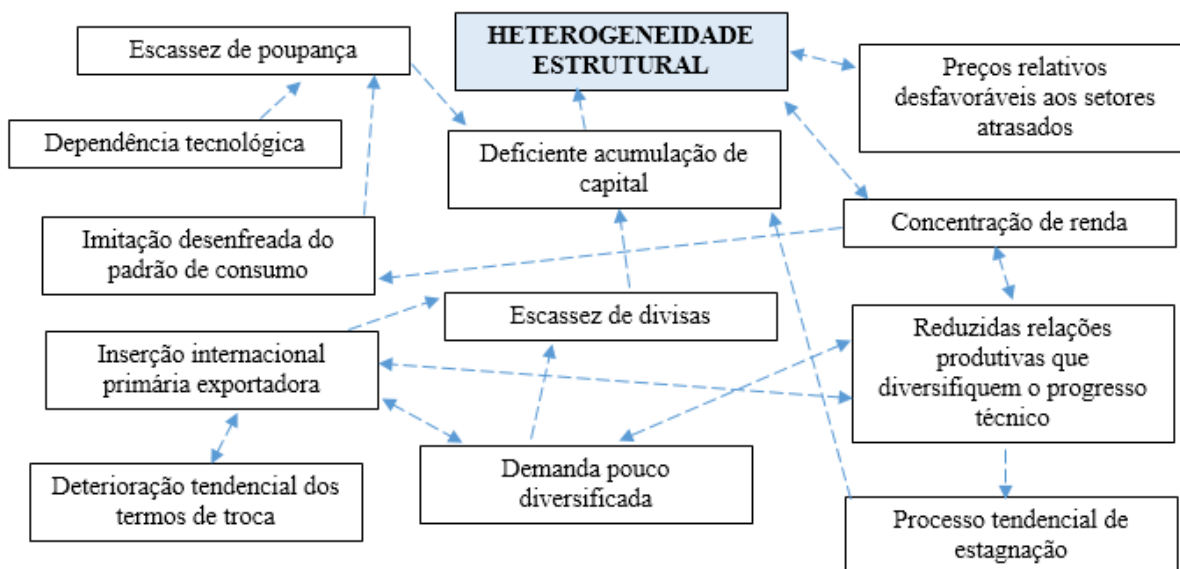 Escassez de poupança
HETEROGENEIDADE
ESTRUTURAL
Preços relativos
desfavoráveis aos setores
atrasados
Dependência tecnológica
Deficiente acumulação de
capital
Concentração de renda
Imitação desenfreada do
padrão de consumo
Escassez de divisas
Inserção internacional
primária exportadora
Reduzidas relações
produtivas que
diversifiquem o progresso
técnico
Deterioração tendencial dos
termos de troca
Demanda pouco
diversificada
Processo tendencial de
estagnação